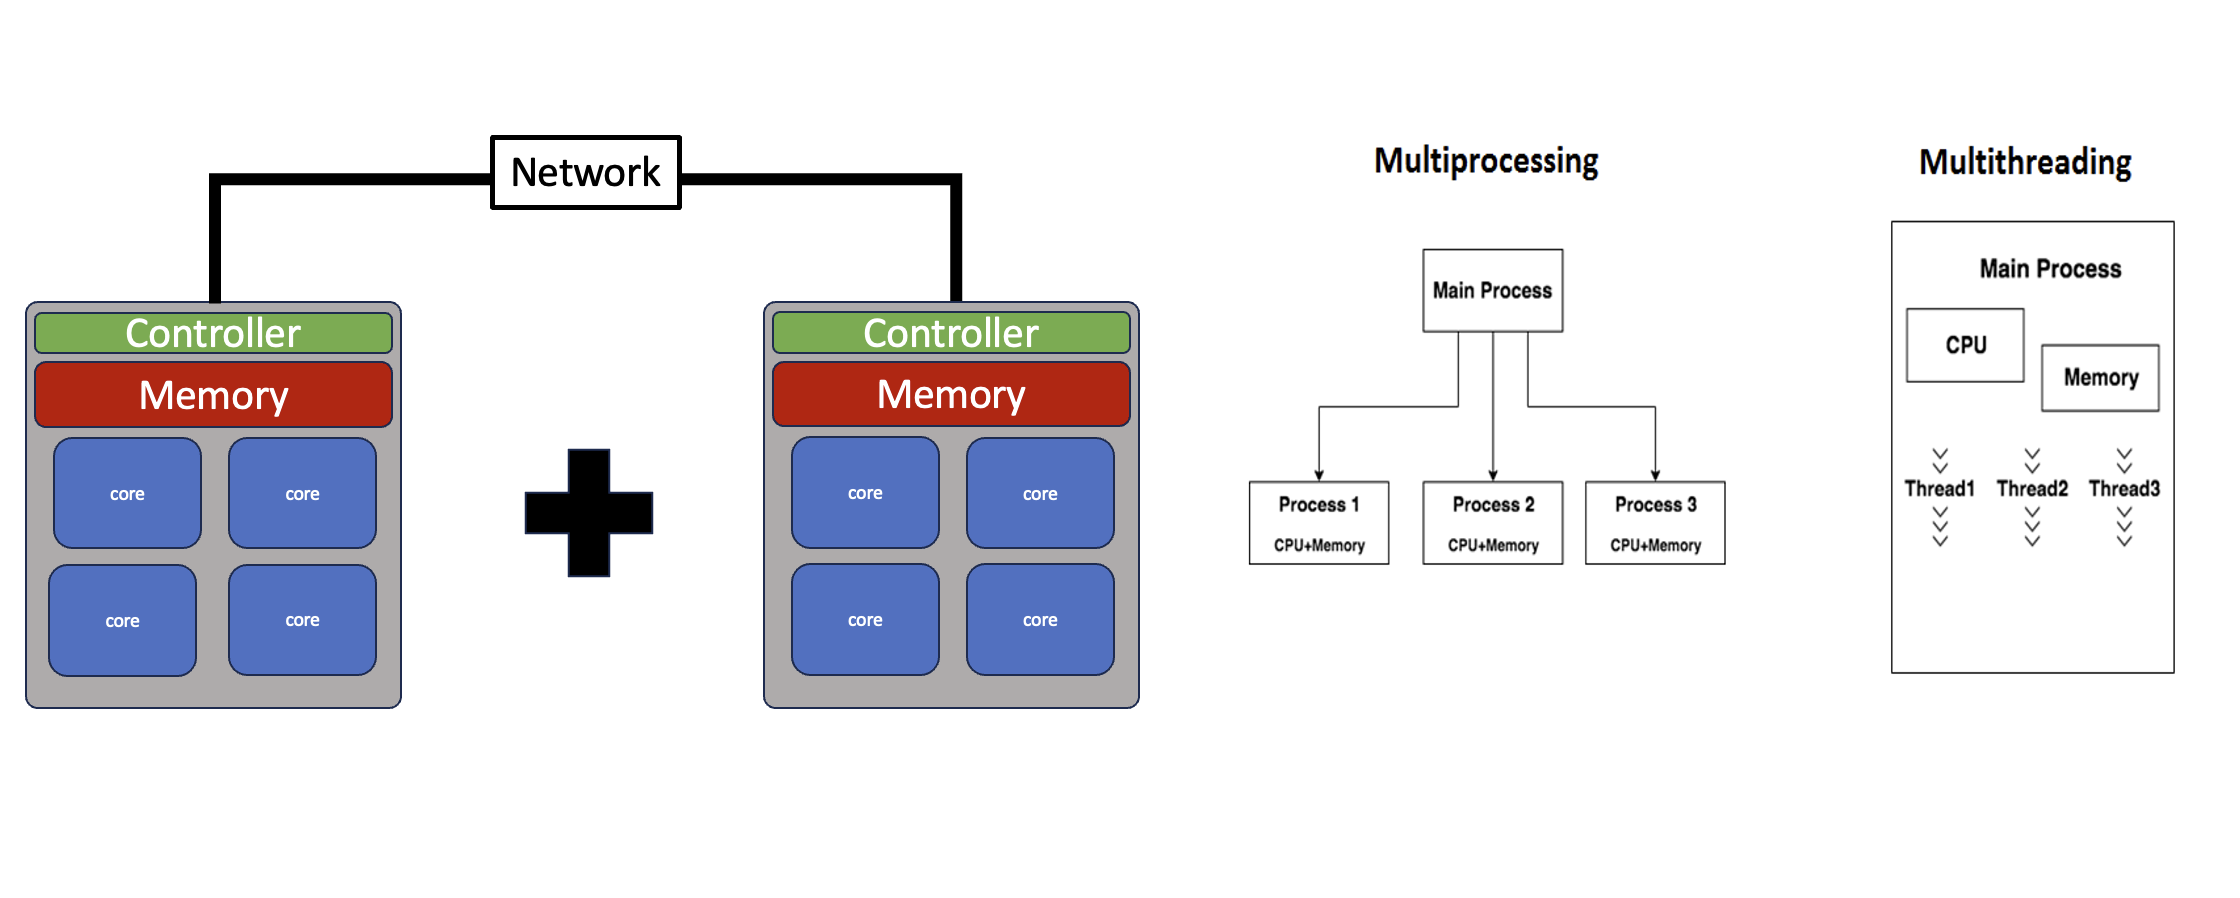 Network
Controller
Memory
core
core
core
core
Controller
Memory
core
core
core
core
Multiprocessing
Main Process
Process 1
CPU+Memory
Process 2
CPU+Memory
Process 3
CPU+Memory
Multithreading
Main Process
CPU
Memory
Thread1
Thread2
Thread3